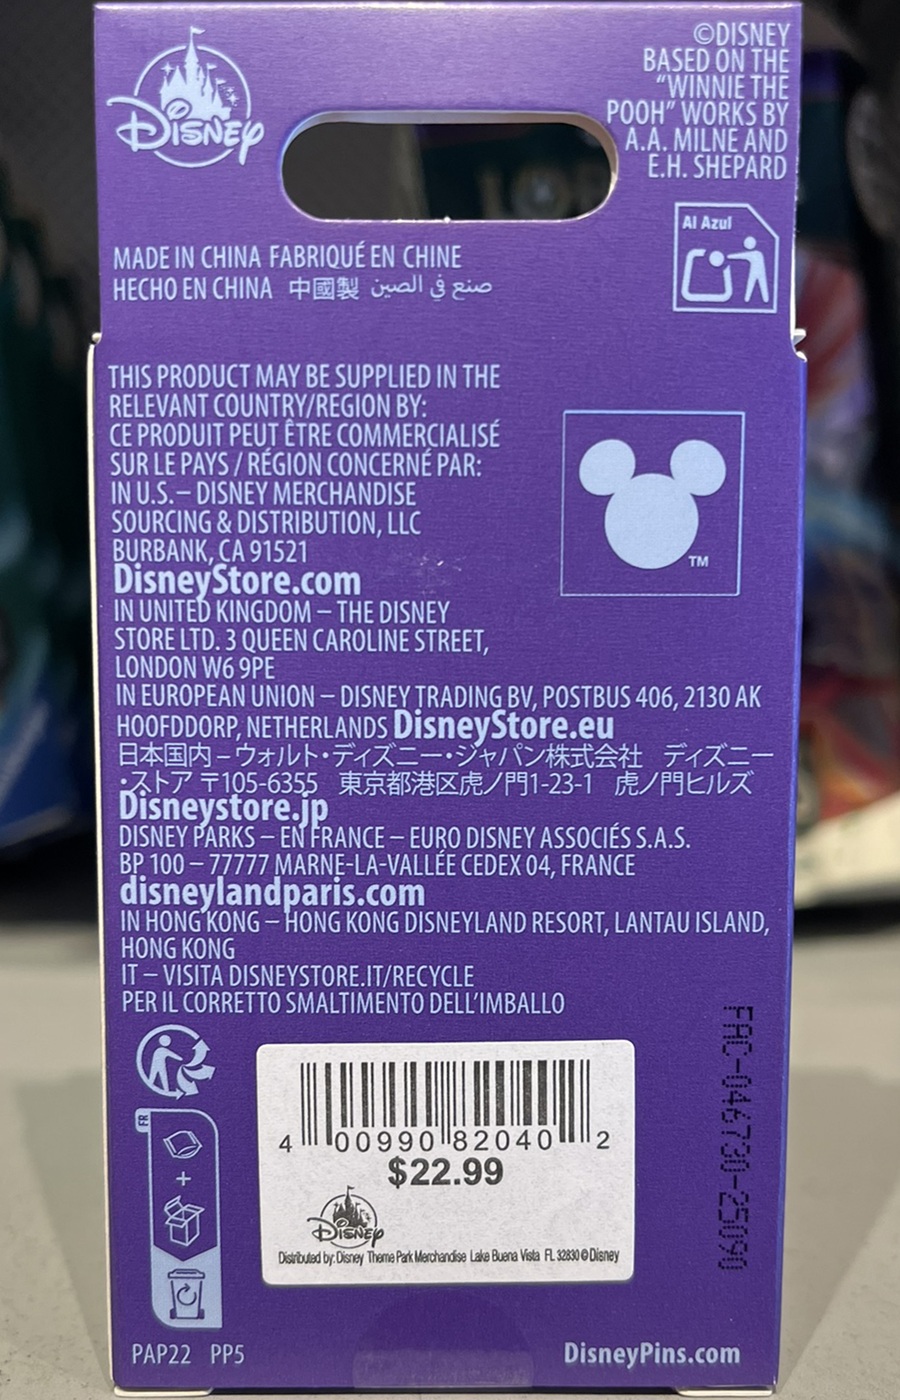 Disney
©DISNEY
BASED ON THE
“WINNIE THE
POOH” WORKS BY
A.A. MILNE AND
E.H. SHEPARD
Al Azul
MADE IN CHINA FABRIQUÉ EN CHINE
HECHO EN CHINA 中國製 صنع في الصين
THIS PRODUCT MAY BE SUPPLIED IN THE
RELEVANT COUNTRY/REGION BY:
CE PRODUIT PEUT ÊTRE COMMERCIALISÉ
SUR LE PAYS / RÉGION CONCERNÉ PAR:
IN U.S. – DISNEY MERCHANDISE
SOURCING & DISTRIBUTION, LLC
BURBANK, CA 91521
DisneyStore.com
TM
IN UNITED KINGDOM – THE DISNEY
STORE LTD. 3 QUEEN CAROLINE STREET,
LONDON W6 9PE
IN EUROPEAN UNION – DISNEY TRADING BV, POSTBUS 406, 2130 AK
HOOFDDORP, NETHERLANDS DisneyStore.eu
日本国内 – ウォルト・ディズニー・ジャパン株式会社 ディズニー
・ストア 〒105-6355 東京都港区虎ノ門1-23-1 虎ノ門ヒルズ
Disneystore.jp
DISNEY PARKS – EN FRANCE – EURO DISNEY ASSOCIÉS S.A.S.
BP 100 – 77777 MARNE-LA-VALLÉE CEDEX 04, FRANCE
disneylandparis.com
IN HONG KONG – HONG KONG DISNEYLAND RESORT, LANTAU ISLAND,
HONG KONG
IT – VISITA DISNEYSTORE.IT/RECYCLE
PER IL CORRETTO SMALTIMENTO DELL’IMBALLO
FAC-046730-25090
FR
+
4 00990 82040 2
$22.99
Disney
Distributed by: Disney Theme Park Merchandise Lake Buena Vista FL 32830 © Disney
PAP22 PP5
DisneyPins.com